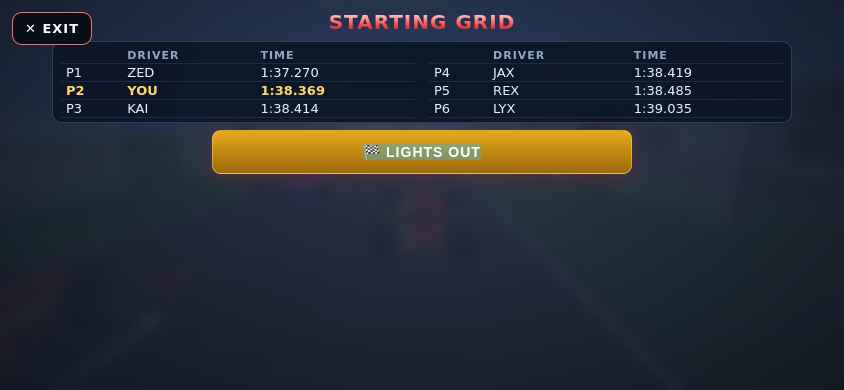 ✕ EXIT
STARTING GRID
DRIVER TIME
P1 ZED 1:37.270
P2 YOU 1:38.369
P3 KAI 1:38.414
DRIVER TIME
P4 JAX 1:38.419
P5 REX 1:38.485
P6 LYX 1:39.035
🏁 LIGHTS OUT